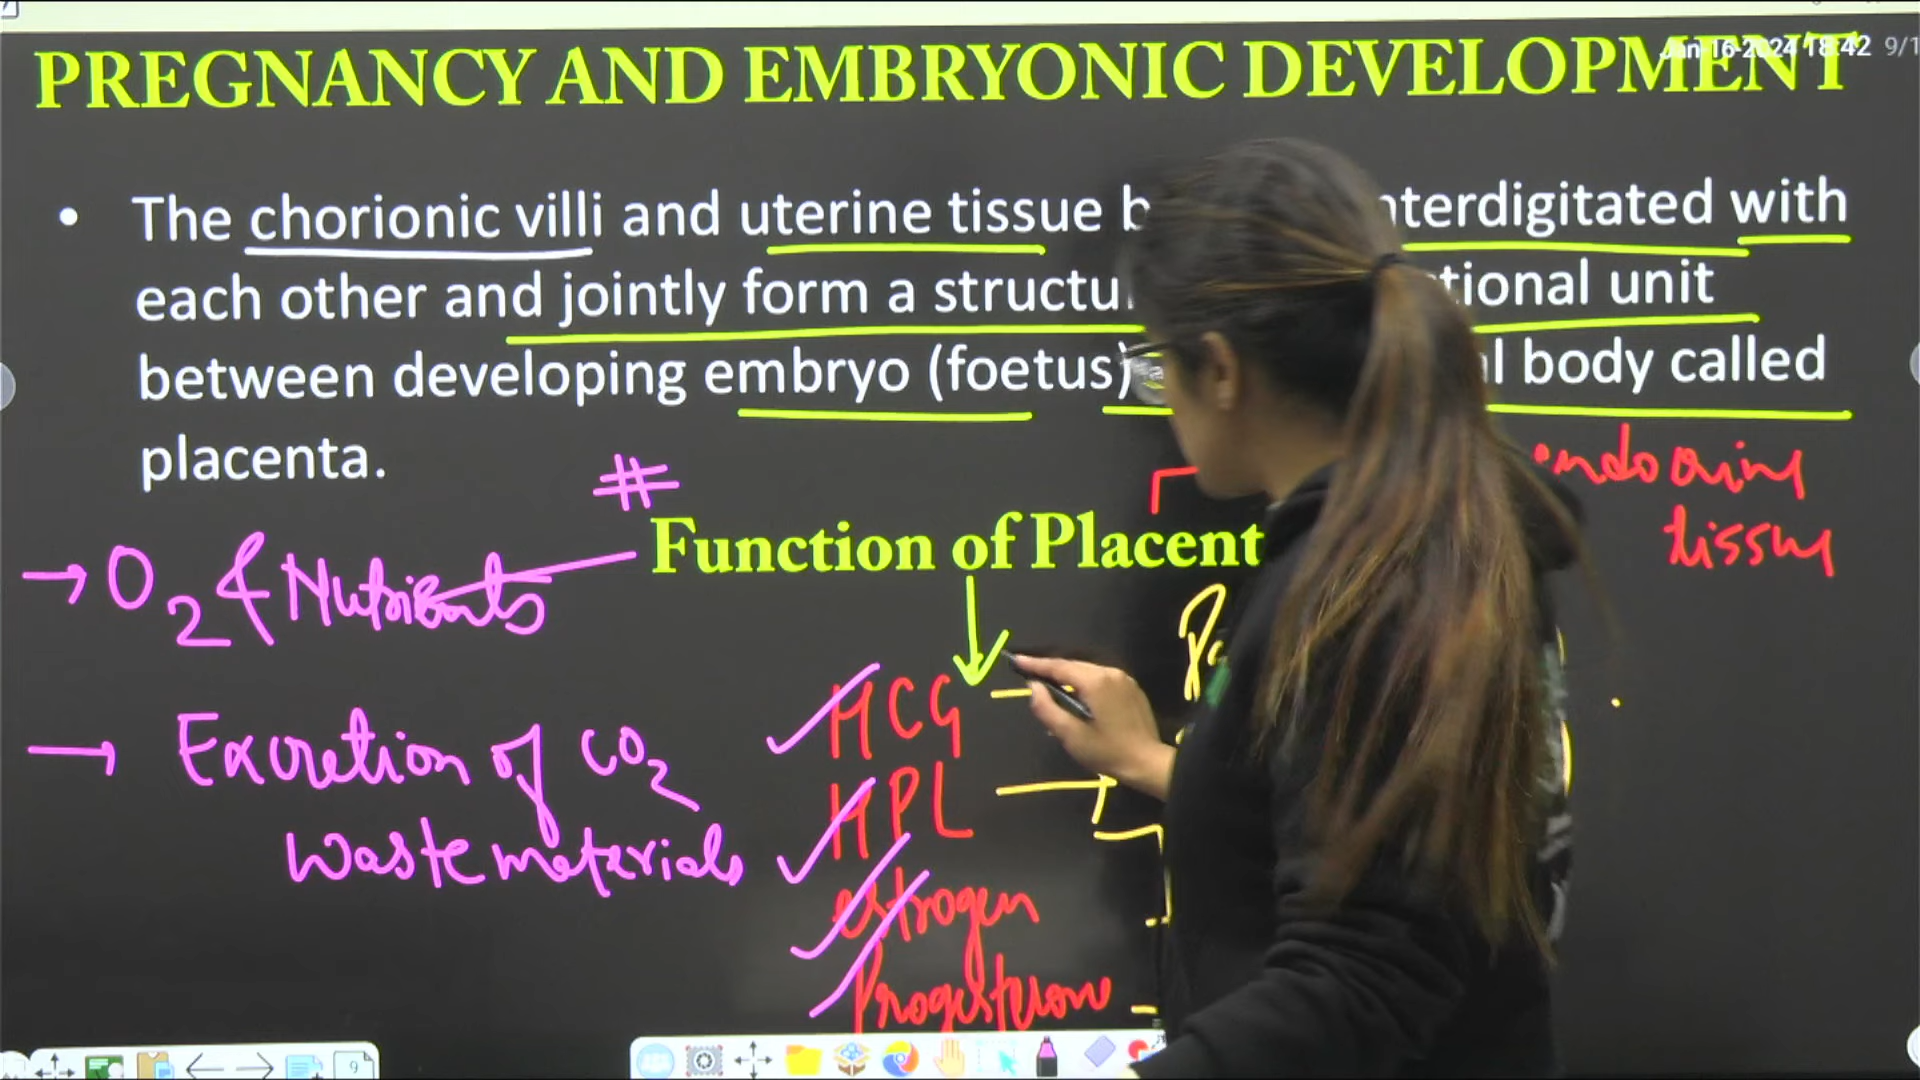 Jan-16-2024 18:42 9/1
PREGNANCY AND EMBRYONIC DEVELOPMENT
• The chorionic villi and uterine tissue b nterdigitated with
each other and jointly form a structu tional unit
between developing embryo (foetus) l body called
placenta.
#
endocrine
tissue
Function of Placent
→ O2 & Nutrients
→ Excretion of CO2
Waste materials
HCG
HPL
estrogen
Progesterone
9